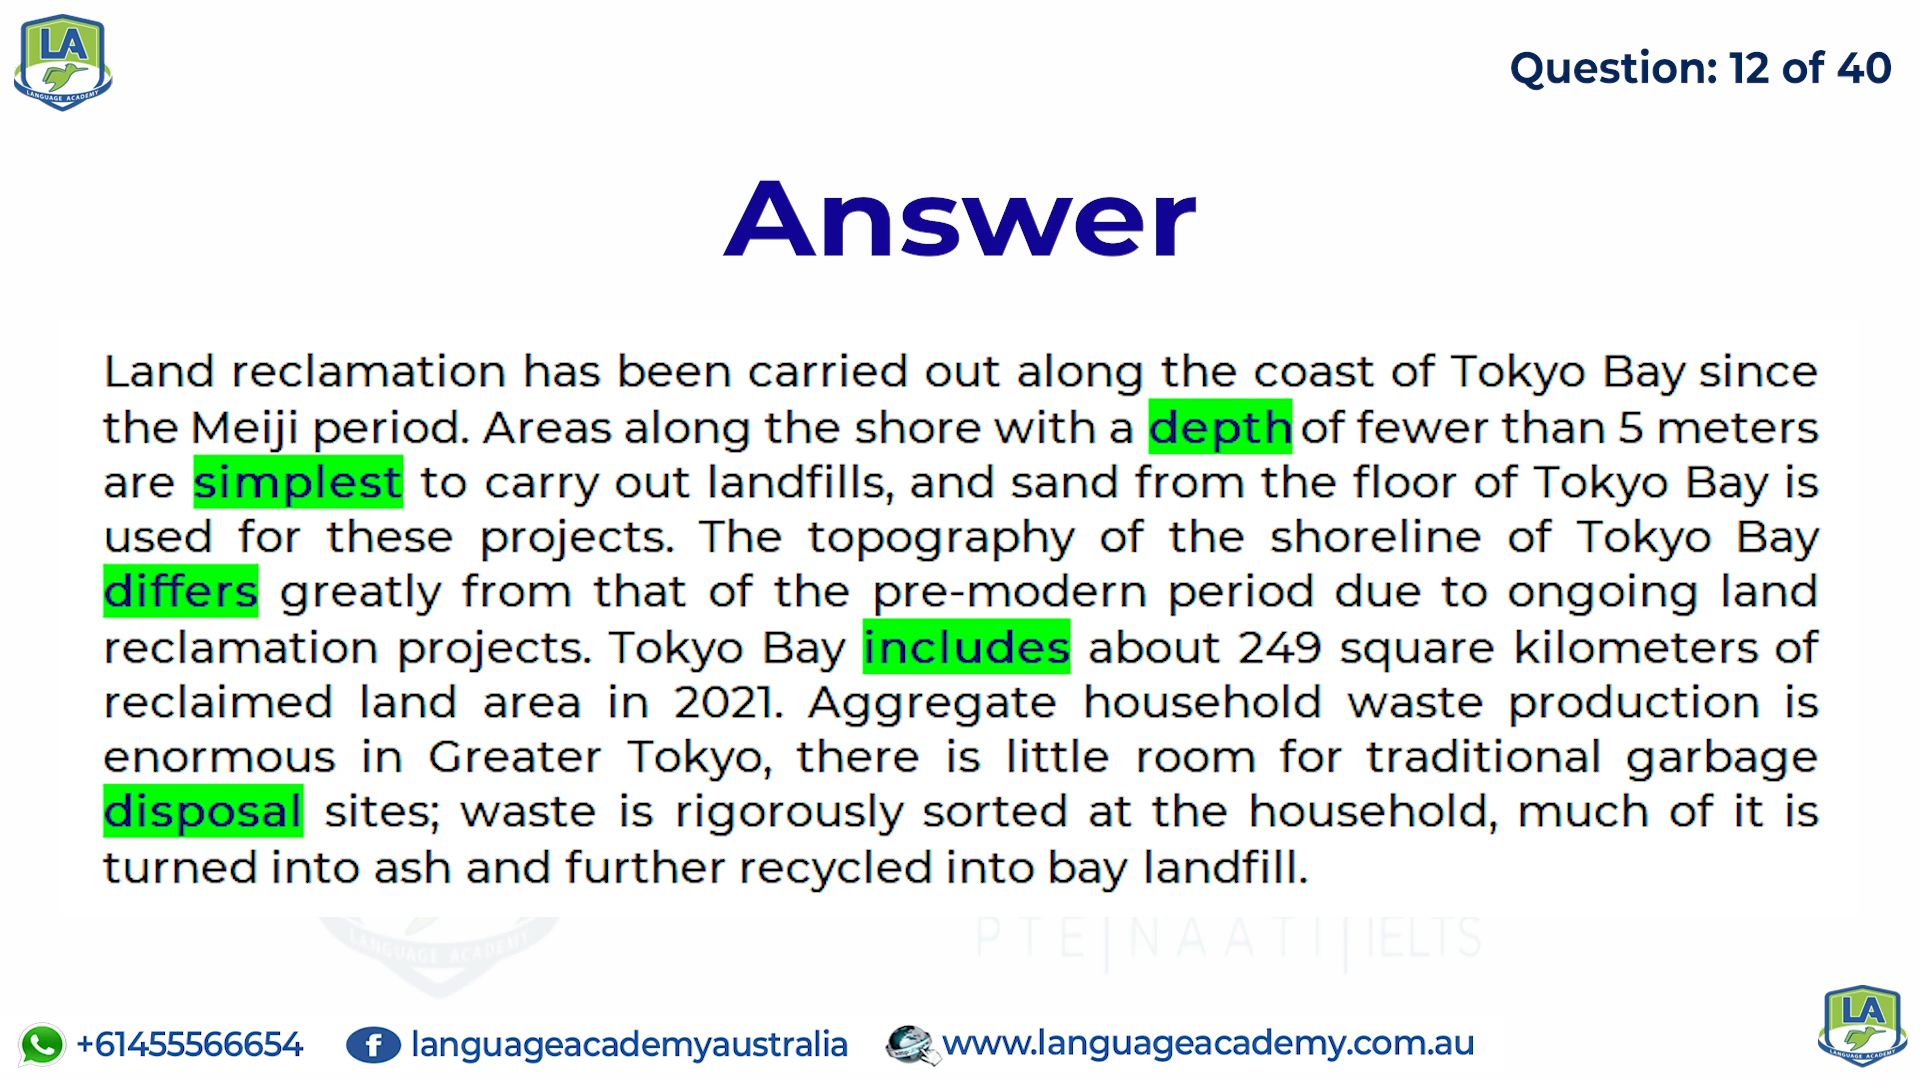 LA
LANGUAGE ACADEMY
Question: 12 of 40
Answer
Land reclamation has been carried out along the coast of Tokyo Bay since
the Meiji period. Areas along the shore with a depth of fewer than 5 meters
are simplest to carry out landfills, and sand from the floor of Tokyo Bay is
used for these projects. The topography of the shoreline of Tokyo Bay
differs greatly from that of the pre-modern period due to ongoing land
reclamation projects. Tokyo Bay includes about 249 square kilometers of
reclaimed land area in 2021. Aggregate household waste production is
enormous in Greater Tokyo, there is little room for traditional garbage
disposal sites; waste is rigorously sorted at the household, much of it is
turned into ash and further recycled into bay landfill.
LANGUAGE ACADEMY
PTE|NAATI|IELTS
+61455566654
languageacademyaustralia
www.languageacademy.com.au
LA
LANGUAGE ACADEMY